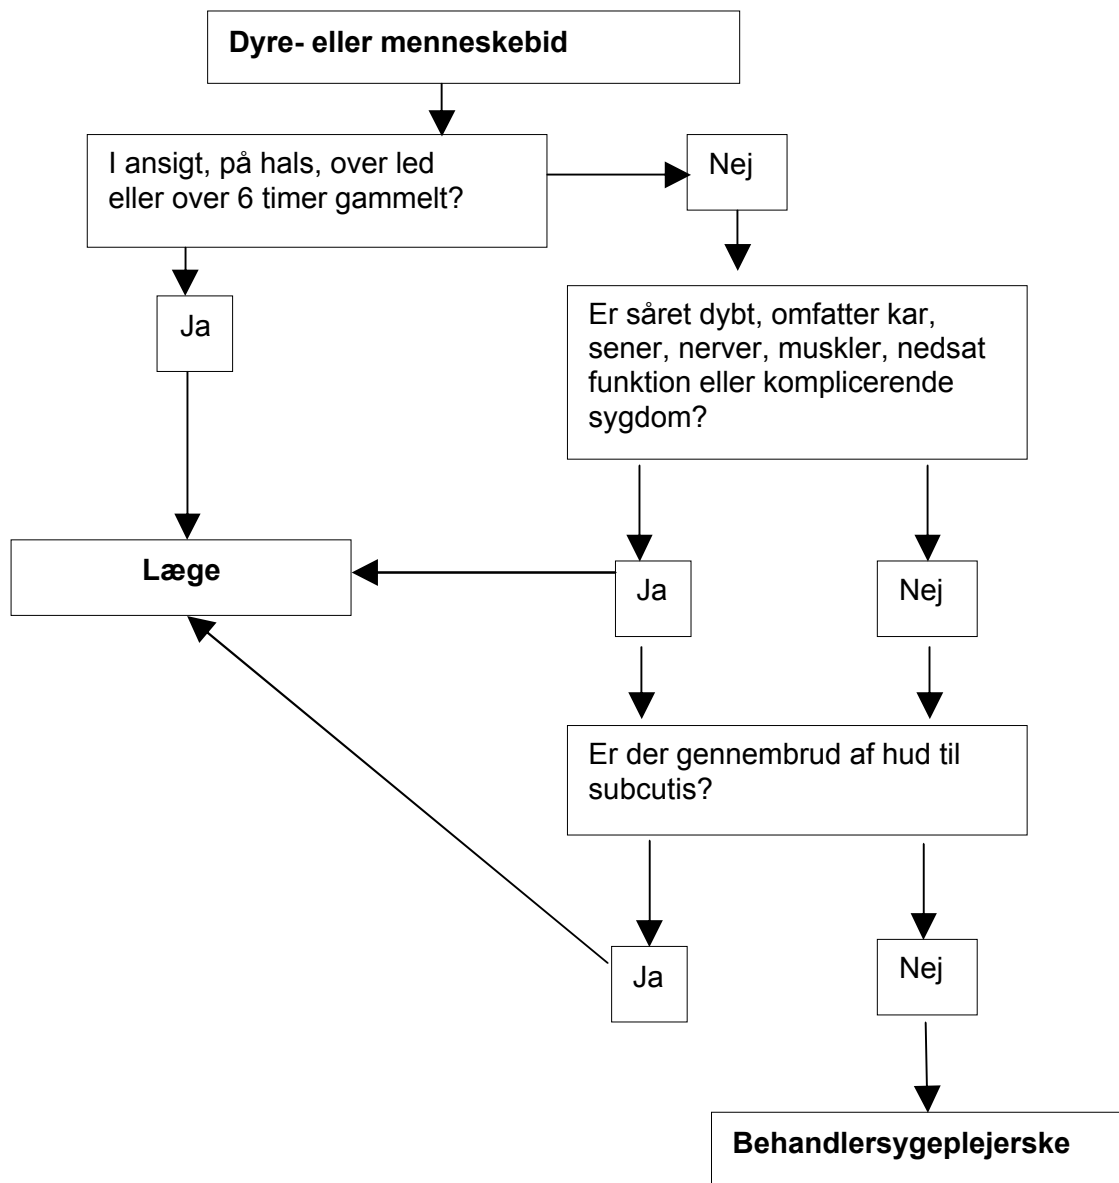 Dyre- eller menneskebid
I ansigt, på hals, over led
eller over 6 timer gammelt?
Nej
Ja
Er såret dybt, omfatter kar,
sener, nerver, muskler, nedsat
funktion eller komplicerende
sygdom?
Læge
Ja
Nej
Er der gennembrud af hud til
subcutis?
Ja
Nej
Behandlersygeplejerske